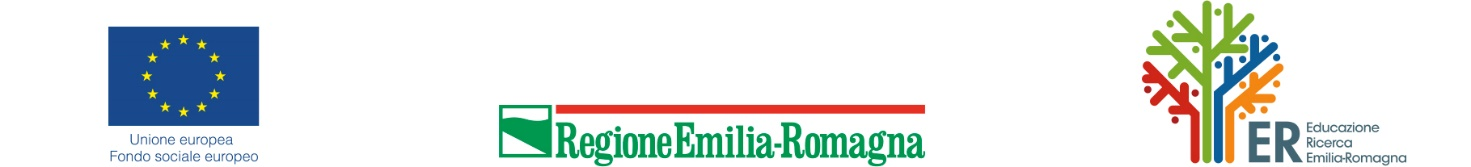 Unione europea
Fondo sociale europeo
RegioneEmilia-Romagna
ER
Educazione
Ricerca
Emilia-Romagna